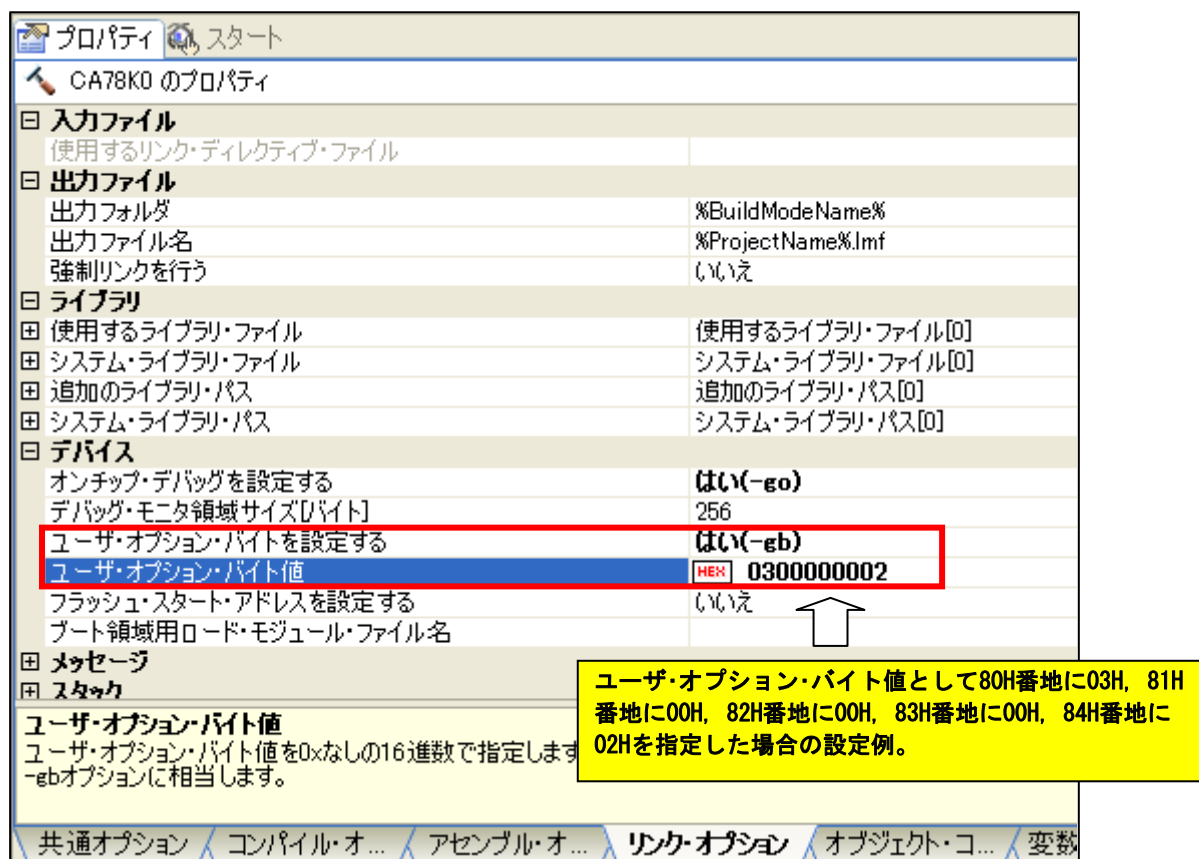 プロパティ スタート
CA78K0 のプロパティ
入力ファイル
使用するリンク・ディレクティブ・ファイル
出力ファイル
出力フォルダ %BuildModeName%
出力ファイル名 %ProjectName%.lmf
強制リンクを行う いいえ
ライブラリ
使用するライブラリ・ファイル 使用するライブラリ・ファイル[0]
システム・ライブラリ・ファイル システム・ライブラリ・ファイル[0]
追加のライブラリ・パス 追加のライブラリ・パス[0]
システム・ライブラリ・パス システム・ライブラリ・パス[0]
デバイス
オンチップ・デバッグを設定する はい(-go)
デバッグ・モニタ領域サイズ[バイト] 256
ユーザ・オプション・バイトを設定する はい(-gb)
ユーザ・オプション・バイト値 HEX 0300000002
フラッシュ・スタート・アドレスを設定する いいえ
ブート領域用ロード・モジュール・ファイル名
メッセージ
スタック
ユーザ・オプション・バイト値として80H番地に03H, 81H
番地に00H, 82H番地に00H, 83H番地に00H, 84H番地に
02Hを指定した場合の設定例。
ユーザ・オプション・バイト値
ユーザ・オプション・バイト値を0xなしの16進数で指定します
-gbオプションに相当します。
共通オプション コンパイル・オ... アセンブル・オ... リンク・オプション オブジェクト・コ... 変数